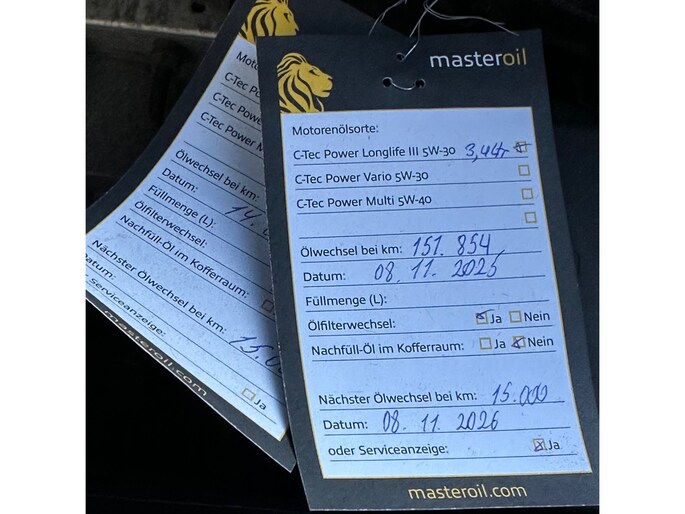 masteroil
Motorenölsorte:
C-Tec Power Longlife III 5W-30 3,4Ltr
C-Tec Power Vario 5W-30
C-Tec Power Multi 5W-40
Ölwechsel bei km: 151.854
Datum: 08.11.2025
Füllmenge (L):
Ölfilterwechsel: Ja Nein
Nachfüll-Öl im Kofferraum: Ja Nein
Nächster Ölwechsel bei km: 15.000
Datum: 08.11.2026
oder Serviceanzeige: Ja
masteroil.com
C-Tec
C-Tec
C-Tec Power
Ölwechsel bei km:
Datum: 14.
Füllmenge (L):
Ölfilterwechsel:
Nachfüll-Öl im Kofferraum:
Nächster Ölwechsel bei km:
15.0
serviceanzeige:
Ja
masteroil.com